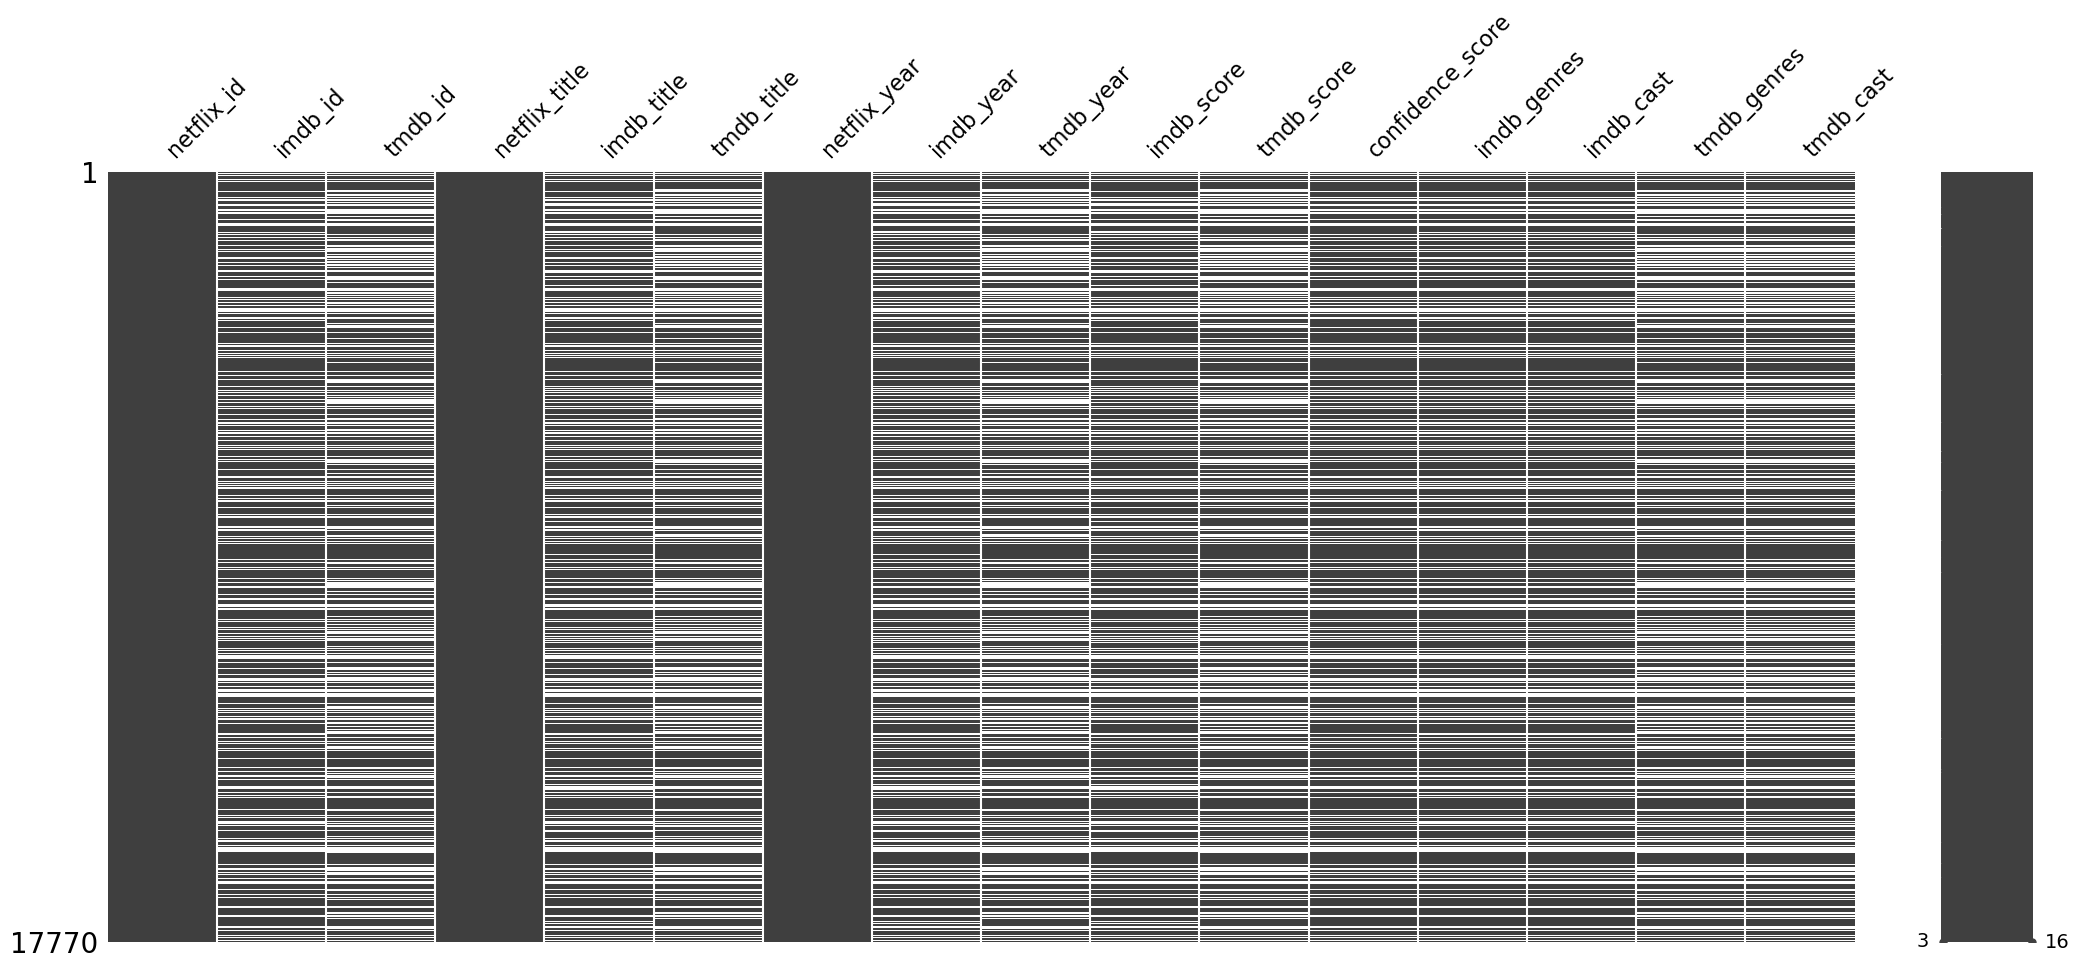 netflix_id
imdb_id
tmdb_id
netflix_title
imdb_title
tmdb_title
netflix_year
imdb_year
tmdb_year
imdb_score
tmdb_score
confidence_score
imdb_genres
imdb_cast
tmdb_genres
tmdb_cast
1
17770
3
16